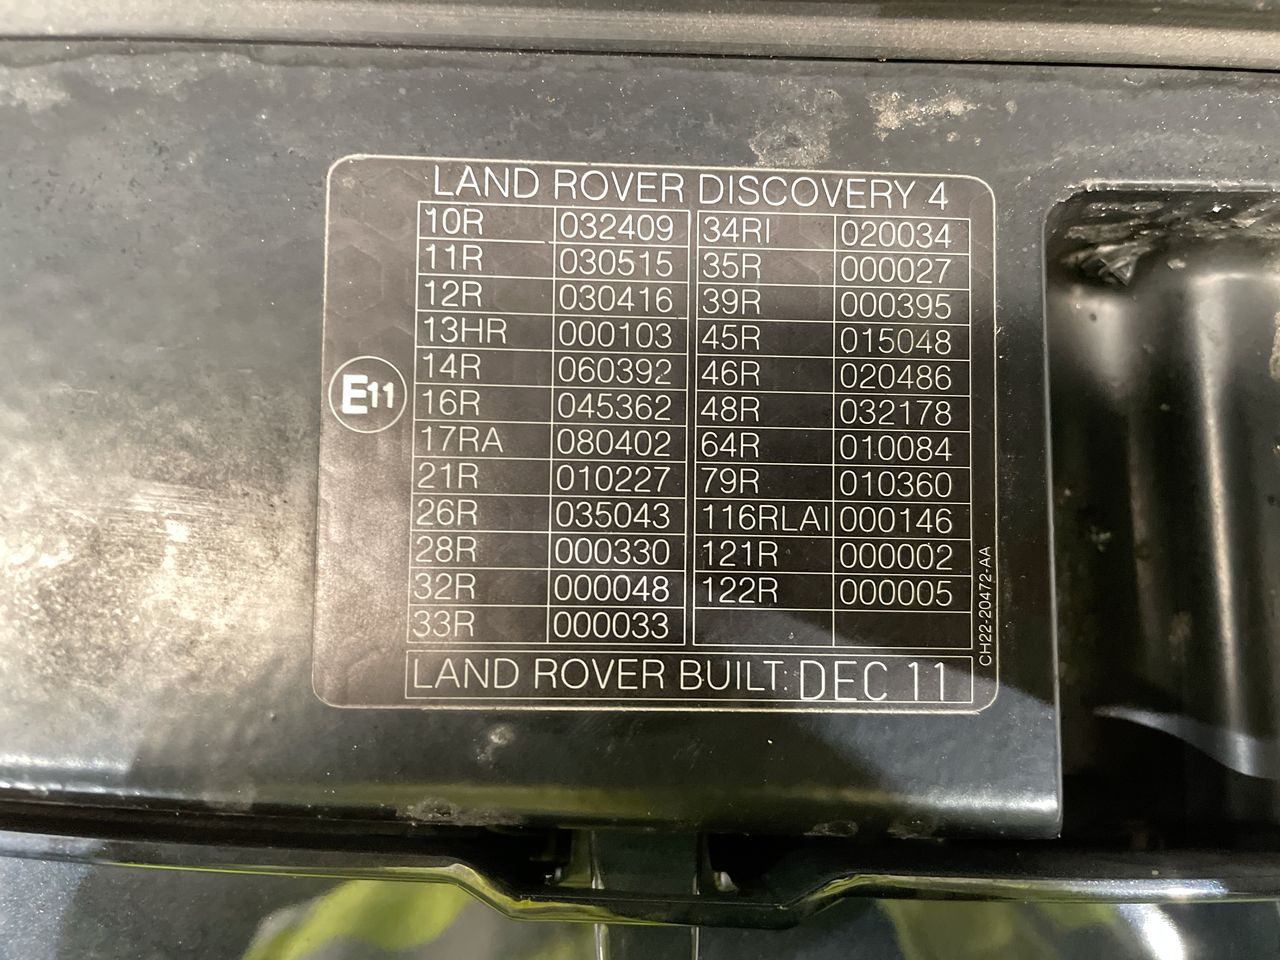 LAND ROVER DISCOVERY 4
10R 032409 34RI 020034
11R 030515 35R 000027
12R 030416 39R 000395
13HR 000103 45R 015048
14R 060392 46R 020486
16R 045362 48R 032178
17RA 080402 64R 010084
21R 010227 79R 010360
26R 035043 116RLAI 000146
28R 000330 121R 000002
32R 000048 122R 000005
33R 000033
E11
LAND ROVER BUILT: DEC 11
CH22-20472-AA